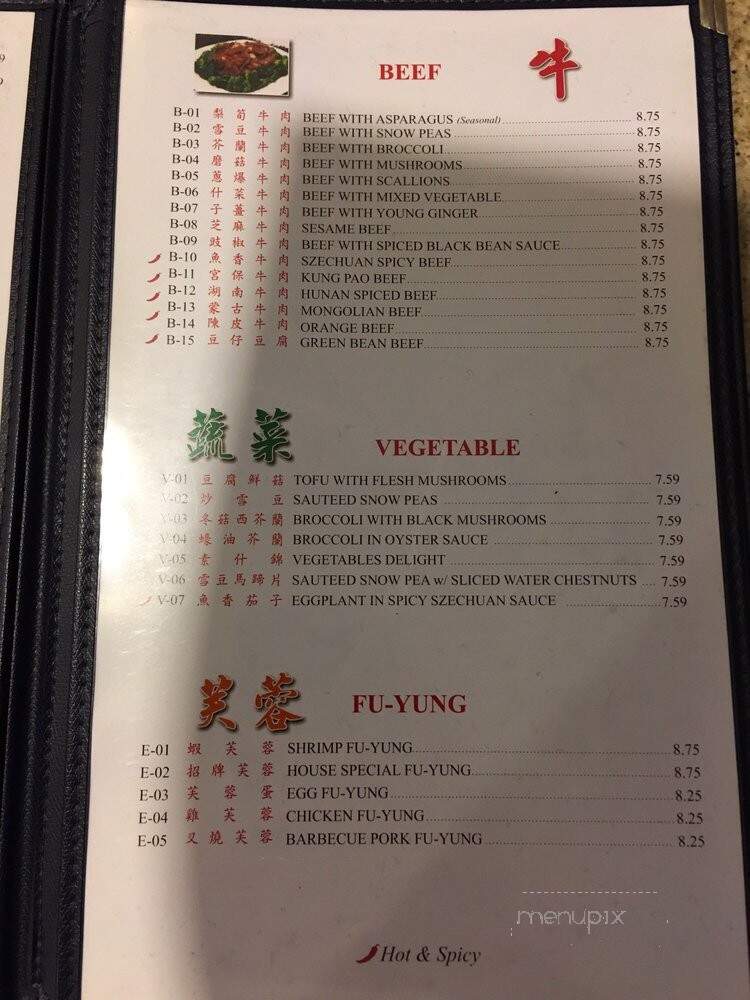 BEEF 牛
B-01 梨筍牛肉 BEEF WITH ASPARAGUS (Seasonal) 8.75
B-02 雪豆牛肉 BEEF WITH SNOW PEAS 8.75
B-03 芥蘭牛肉 BEEF WITH BROCCOLI 8.75
B-04 磨菇牛肉 BEEF WITH MUSHROOMS 8.75
B-05 蔥爆牛肉 BEEF WITH SCALLIONS 8.75
B-06 什菜牛肉 BEEF WITH MIXED VEGETABLE 8.75
B-07 子薑牛肉 BEEF WITH YOUNG GINGER 8.75
B-08 芝麻牛肉 SESAME BEEF 8.75
B-09 豉椒牛肉 BEEF WITH SPICED BLACK BEAN SAUCE 8.75
B-10 魚香牛肉 SZECHUAN SPICY BEEF 8.75
B-11 宮保牛肉 KUNG PAO BEEF 8.75
B-12 湖南牛肉 HUNAN SPICED BEEF 8.75
B-13 蒙古牛肉 MONGOLIAN BEEF 8.75
B-14 陳皮牛肉 ORANGE BEEF 8.75
B-15 豆仔豆腐 GREEN BEAN BEEF 8.75
蔬菜 VEGETABLE
V-01 豆腐鮮菇 TOFU WITH FLESH MUSHROOMS 7.59
V-02 炒雪豆 SAUTEED SNOW PEAS 7.59
V-03 冬菇西芥蘭 BROCCOLI WITH BLACK MUSHROOMS 7.59
V-04 蠔油芥蘭 BROCCOLI IN OYSTER SAUCE 7.59
V-05 素什錦 VEGETABLES DELIGHT 7.59
V-06 雪豆馬蹄片 SAUTEED SNOW PEA w/ SLICED WATER CHESTNUTS 7.59
V-07 魚香茄子 EGGPLANT IN SPICY SZECHUAN SAUCE 7.59
芙蓉 FU-YUNG
E-01 蝦芙蓉 SHRIMP FU-YUNG 8.75
E-02 招牌芙蓉 HOUSE SPECIAL FU-YUNG 8.75
E-03 芙蓉蛋 EGG FU-YUNG 8.25
E-04 雞芙蓉 CHICKEN FU-YUNG 8.25
E-05 叉燒芙蓉 BARBECUE PORK FU-YUNG 8.25
menupix
Hot & Spicy